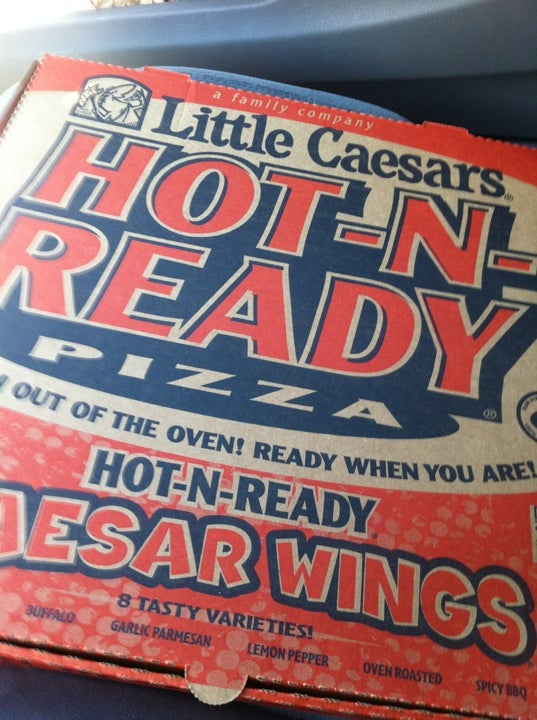 a family company
Little Caesars®
HOT-N-
READY
PIZZA®
OUT OF THE OVEN! READY WHEN YOU ARE!
HOT-N-READY
AESAR WINGS
8 TASTY VARIETIES!
BUFFALO
GARLIC PARMESAN
LEMON PEPPER
OVEN ROASTED
SPICY BBQ